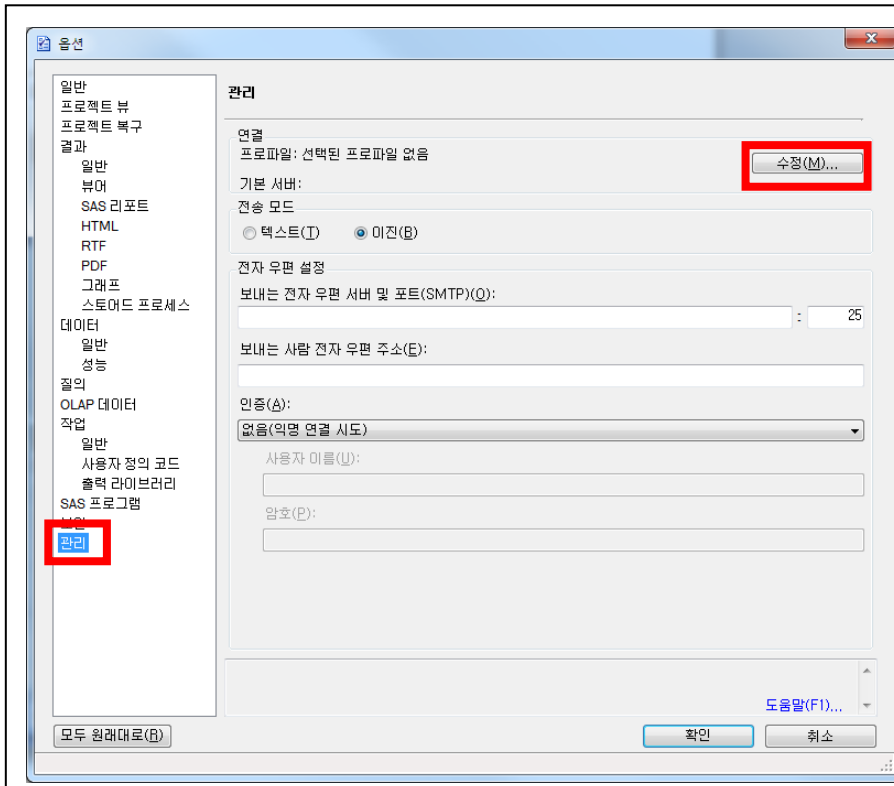 옵션
일반
프로젝트 뷰
프로젝트 복구
결과
일반
뷰어
SAS 리포트
HTML
RTF
PDF
그래프
스토어드 프로세스
데이터
일반
성능
질의
OLAP 데이터
작업
일반
사용자 정의 코드
출력 라이브러리
SAS 프로그램
관리
관리
연결
프로파일: 선택된 프로파일 없음
수정(M)...
기본 서버:
전송 모드
텍스트(T) 이진(B)
전자 우편 설정
보내는 전자 우편 서버 및 포트(SMTP)(O):
: 25
보내는 사람 전자 우편 주소(E):
인증(A):
없음(익명 연결 시도)
사용자 이름(U):
암호(P):
도움말(F1)...
모두 원래대로(R) 확인 취소